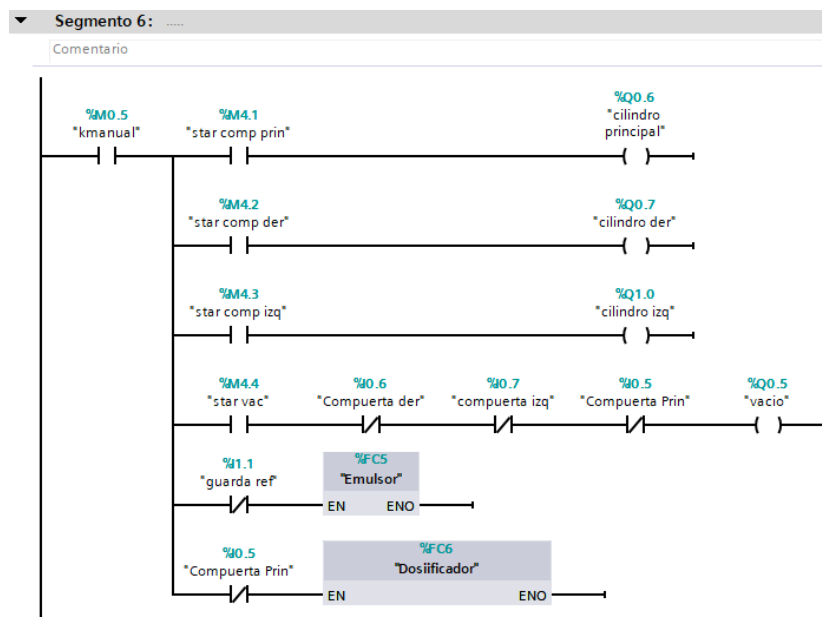 Segmento 6: .....
Comentario
%M0.5
"kmanual"
%M4.1
"star comp prin"
%Q0.6
"cilindro
principal"
%M4.2
"star comp der"
%Q0.7
"cilindro der"
%M4.3
"star comp izq"
%Q1.0
"cilindro izq"
%M4.4
"star vac"
%I0.6
"Compuerta der"
%I0.7
"compuerta izq"
%I0.5
"Compuerta Prin"
%Q0.5
"vacio"
%I1.1
"guarda ref"
%FC5
"Emulsor"
EN ENO
%I0.5
"Compuerta Prin"
%FC6
"Dosiificador"
EN ENO